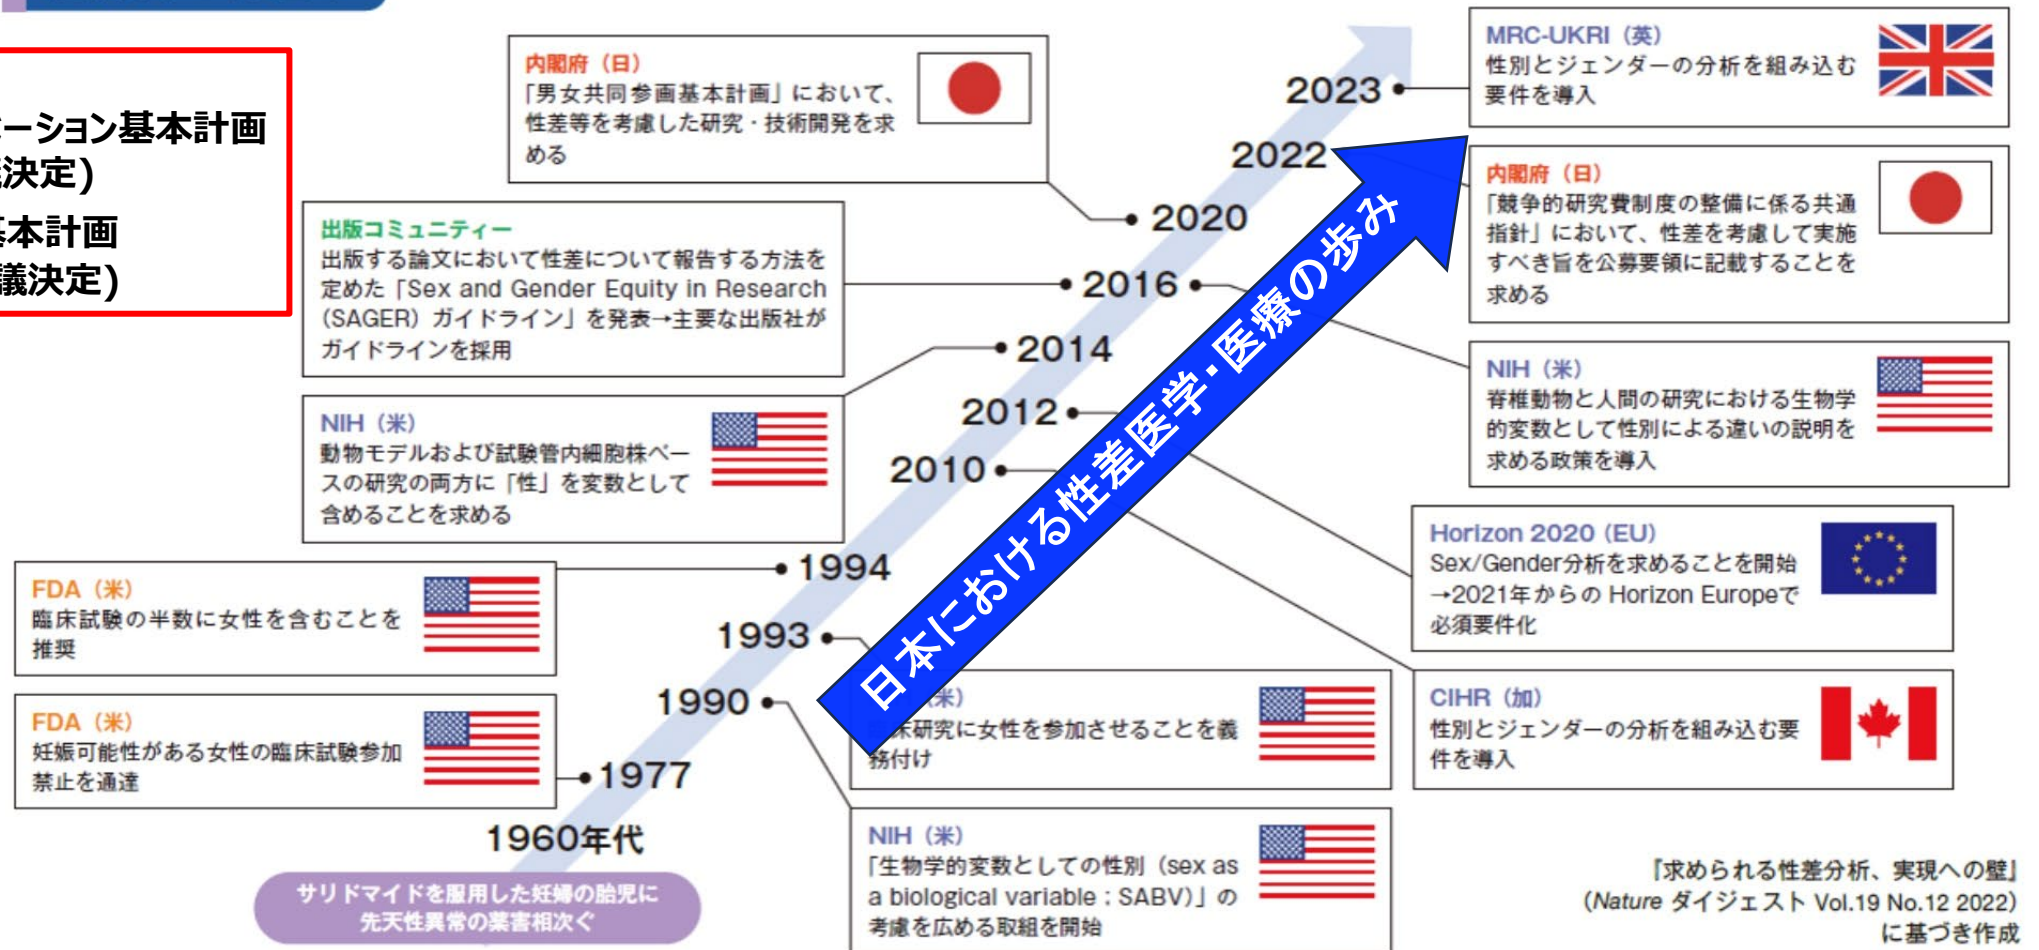 ーション基本計画
決定)
基本計画
議決定)
内閣府（日）
「男女共同参画基本計画」において、
性差等を考慮した研究・技術開発を求
める
出版コミュニティー
出版する論文において性差について報告する方法を
定めた「Sex and Gender Equity in Research
（SAGER）ガイドライン」を発表→主要な出版社が
ガイドラインを採用
NIH（米）
動物モデルおよび試験管内細胞株ベー
スの研究の両方に「性」を変数として
含めることを求める
FDA（米）
臨床試験の半数に女性を含むことを
推奨
FDA（米）
妊娠可能性がある女性の臨床試験参加
禁止を通達
2023
2022
2020
2016
2014
2012
2010
1994
1993
1990
1977
1960年代
サリドマイドを服用した妊婦の胎児に
先天性異常の薬害相次ぐ
日本における性差医学・医療の歩み
MRC-UKRI（英）
性別とジェンダーの分析を組み込む
要件を導入
内閣府（日）
「競争的研究費制度の整備に係る共通
指針」において、性差を考慮して実施
すべき旨を公募要領に記載することを
求める
NIH（米）
脊椎動物と人間の研究における生物学
的変数として性別による違いの説明を
求める政策を導入
Horizon 2020（EU）
Sex/Gender分析を求めることを開始
→2021年からの Horizon Europeで
必須要件化
CIHR（加）
性別とジェンダーの分析を組み込む要
件を導入
米）
床研究に女性を参加させることを義
務付け
NIH（米）
「生物学的変数としての性別（sex as
a biological variable：SABV）」の
考慮を広める取組を開始
『求められる性差分析、実現への壁』
（Nature ダイジェスト Vol.19 No.12 2022）
に基づき作成